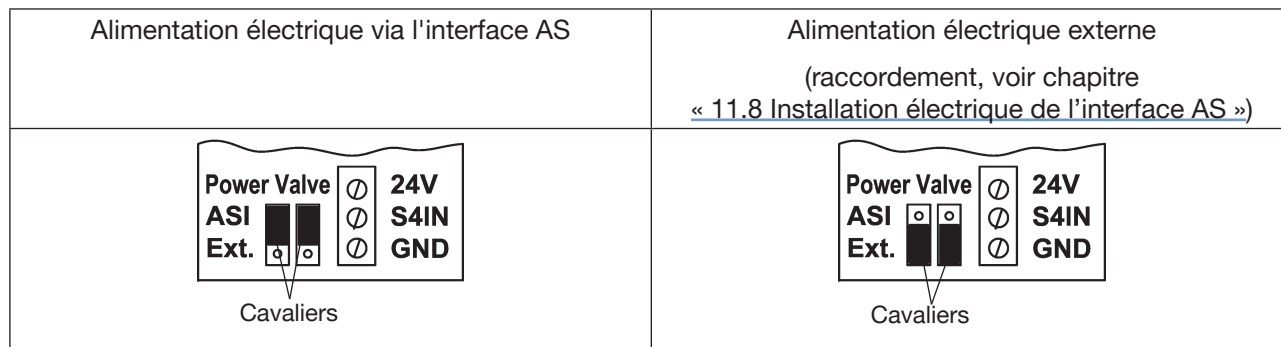 Alimentation électrique via l'interface AS
Alimentation électrique externe
(raccordement, voir chapitre
« 11.8 Installation électrique de l’interface AS »)
Power Valve 24V
ASI S4IN
Ext. GND
Cavaliers
Power Valve 24V
ASI S4IN
Ext. GND
Cavaliers